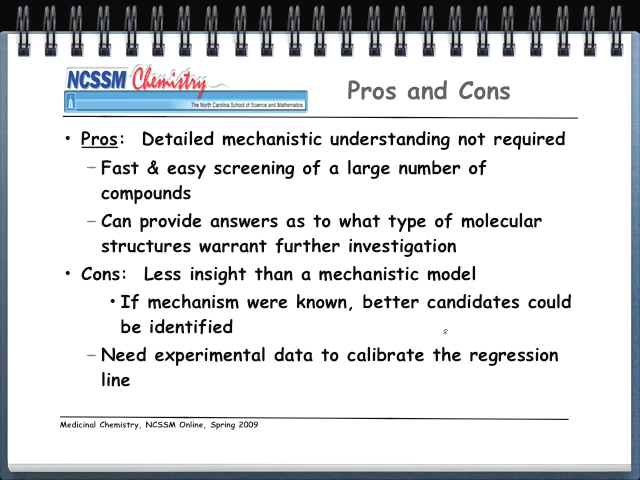 NCSSM Chemistry
The North Carolina School of Science and Mathematics
Pros and Cons
• Pros: Detailed mechanistic understanding not required
– Fast & easy screening of a large number of
compounds
– Can provide answers as to what type of molecular
structures warrant further investigation
• Cons: Less insight than a mechanistic model
• If mechanism were known, better candidates could
be identified
– Need experimental data to calibrate the regression
line
Medicinal Chemistry, NCSSM Online, Spring 2009